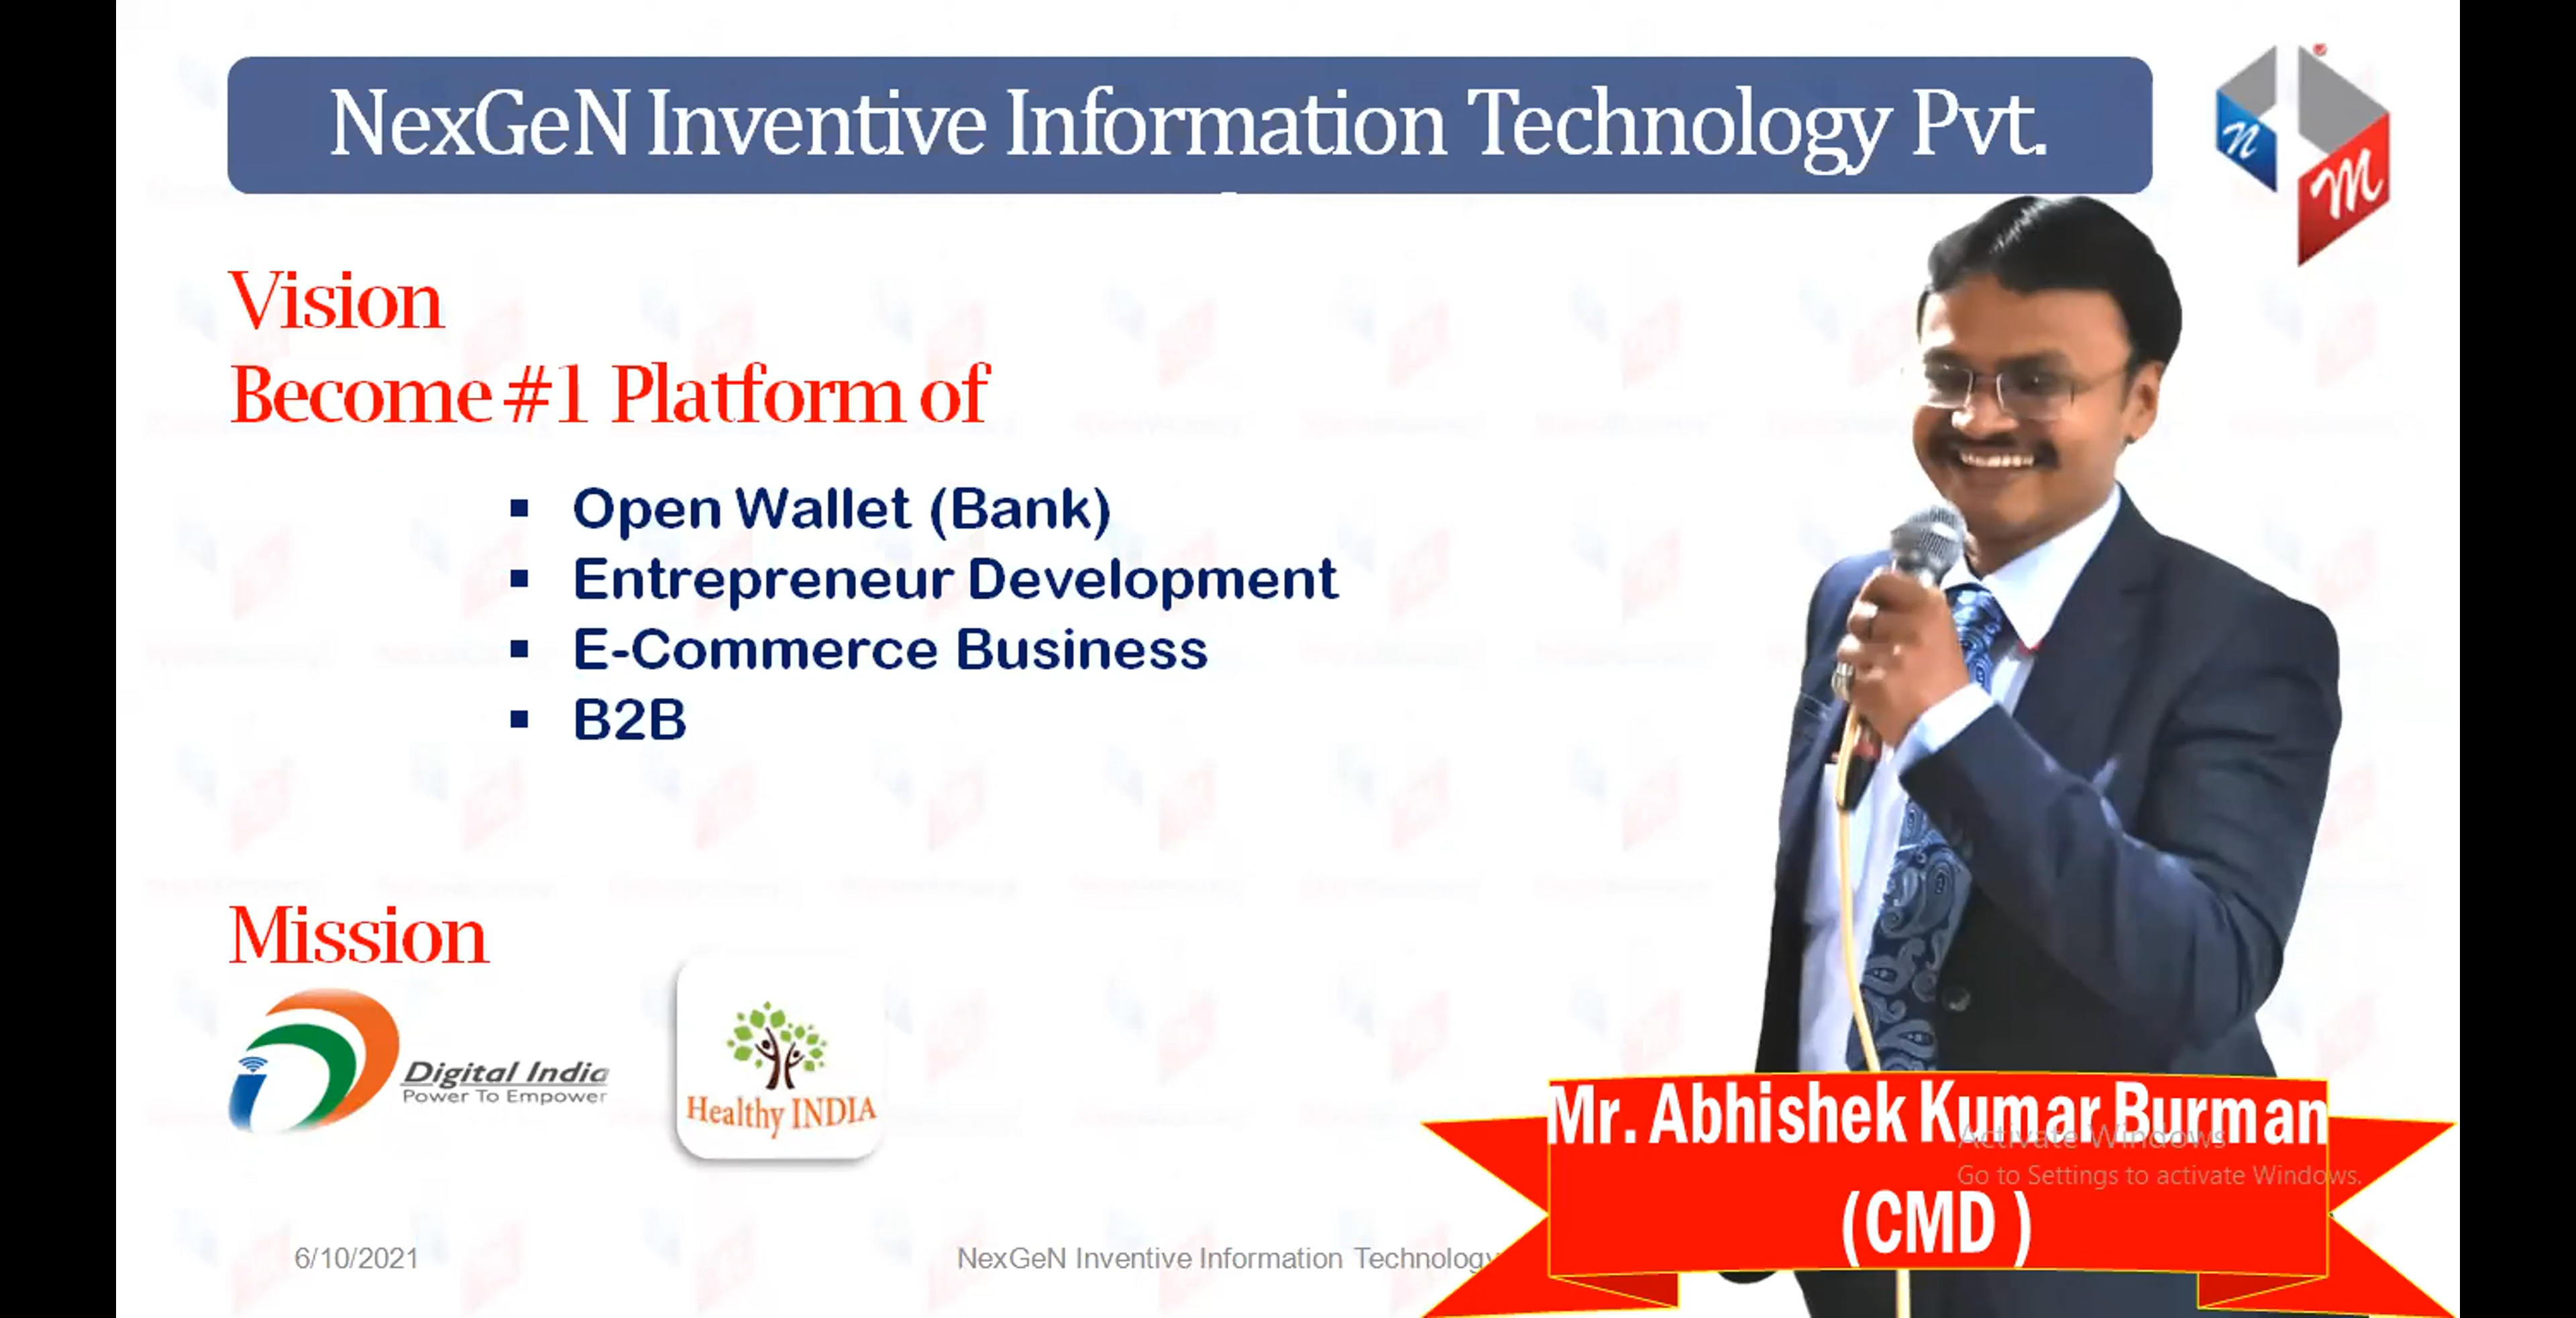 NexGeN Inventive Information Technology Pvt.
n
m
Vision
Become #1 Platform of
▪ Open Wallet (Bank)
▪ Entrepreneur Development
▪ E-Commerce Business
▪ B2B
Mission
Digital India
Power To Empower
Healthy INDIA
Mr. Abhishek Kumar Burman
(CMD )
Activate Windows
Go to Settings to activate Windows.
6/10/2021
NexGeN Inventive Information Technology